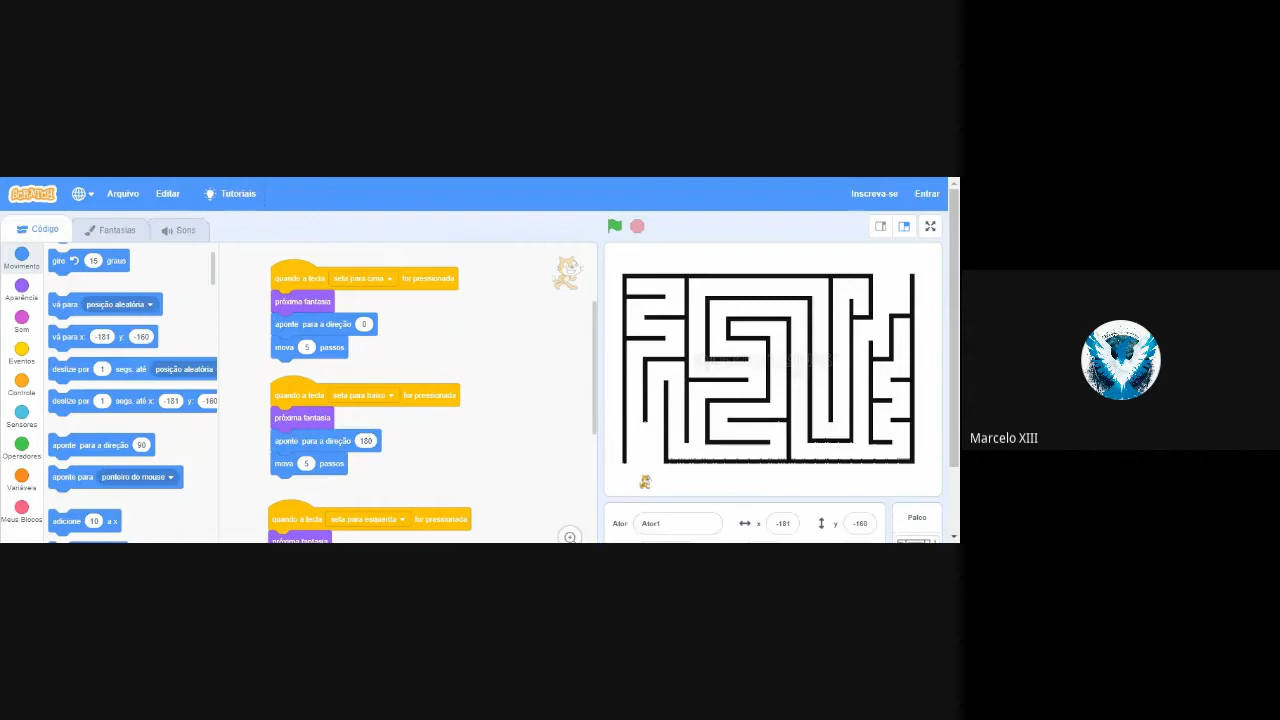 SCRATCH
Arquivo
Editar
Tutoriais
Inscreva-se
Entrar
Código
Fantasias
Sons
Movimento
Aparência
Som
Eventos
Controle
Sensores
Operadores
Variáveis
Meus Blocos
gire 15 graus
vá para posição aleatória
vá para x: -181 y: -160
deslize por 1 segs. até posição aleatória
deslize por 1 segs. até x: -181 y: -160
aponte para a direção 90
aponte para ponteiro do mouse
adicione 10 a x
quando a tecla seta para cima for pressionada
próxima fantasia
aponte para a direção 0
mova 5 passos
quando a tecla seta para baixo for pressionada
próxima fantasia
aponte para a direção 180
mova 5 passos
quando a tecla seta para esquerda for pressionada
próxima fantasia
Ator Ator1 x -181 y -160
Palco
Marcelo XIII